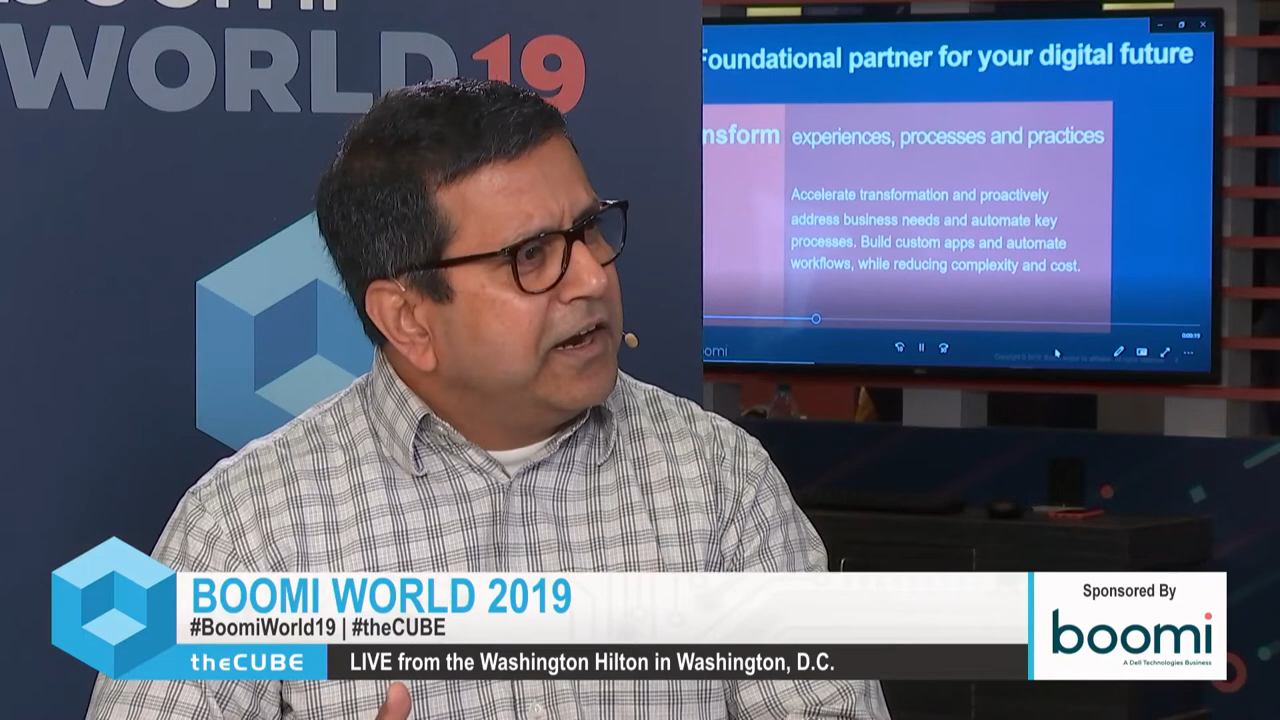 WORLD 19
Foundational partner for your digital future
nsform experiences, processes and practices
Accelerate transformation and proactively
address business needs and automate key
processes. Build custom apps and automate
workflows, while reducing complexity and cost.
BOOMI WORLD 2019
#BoomiWorld19 | #theCUBE
theCUBE LIVE from the Washington Hilton in Washington, D.C.
Sponsored By
boomi
A Dell Technologies Business